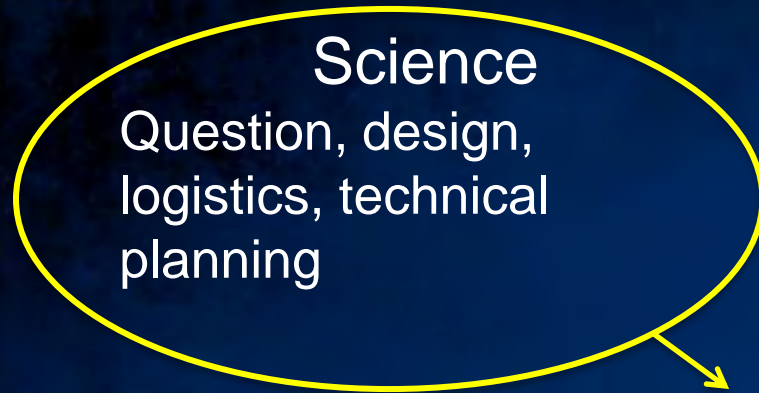 Science
Question, design,
logistics, technical
planning